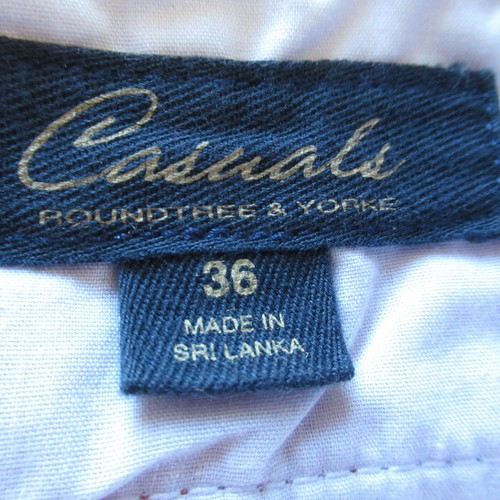 Casuals
ROUNDTREE & YORKE
36
MADE IN
SRI LANKA